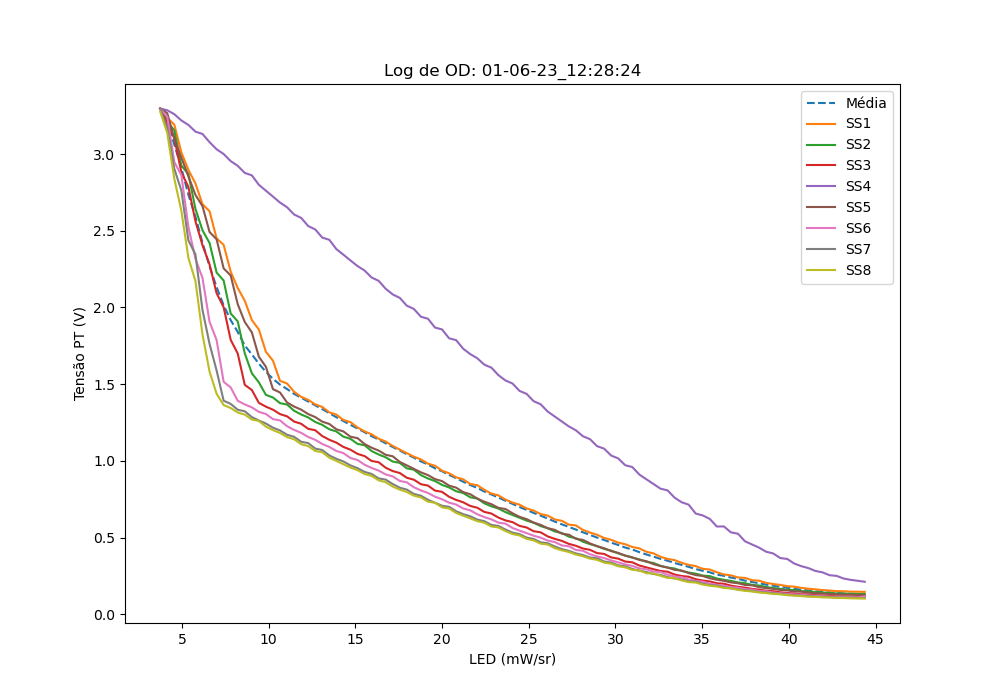 Log de OD: 01-06-23_12:28:24
Tensão PT (V)
3.0
2.5
2.0
1.5
1.0
0.5
0.0
5 10 15 20 25 30 35 40 45
LED (mW/sr)
Média
SS1
SS2
SS3
SS4
SS5
SS6
SS7
SS8